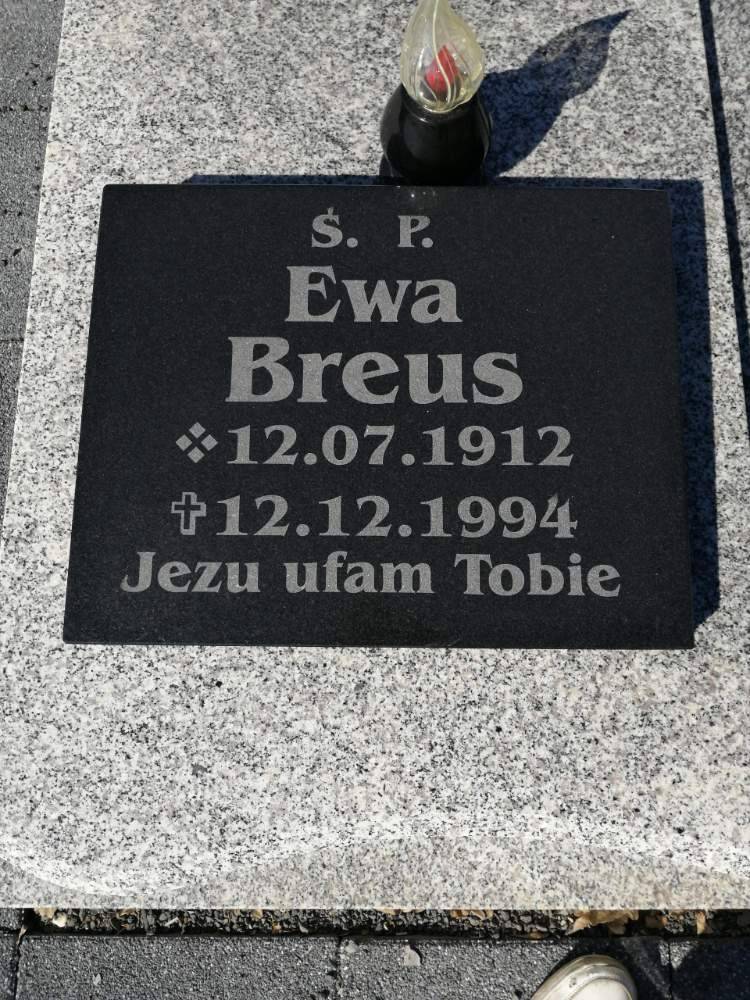 Ś. P.
Ewa
Breus
❖12.07.1912
✝12.12.1994
Jezu ufam Tobie